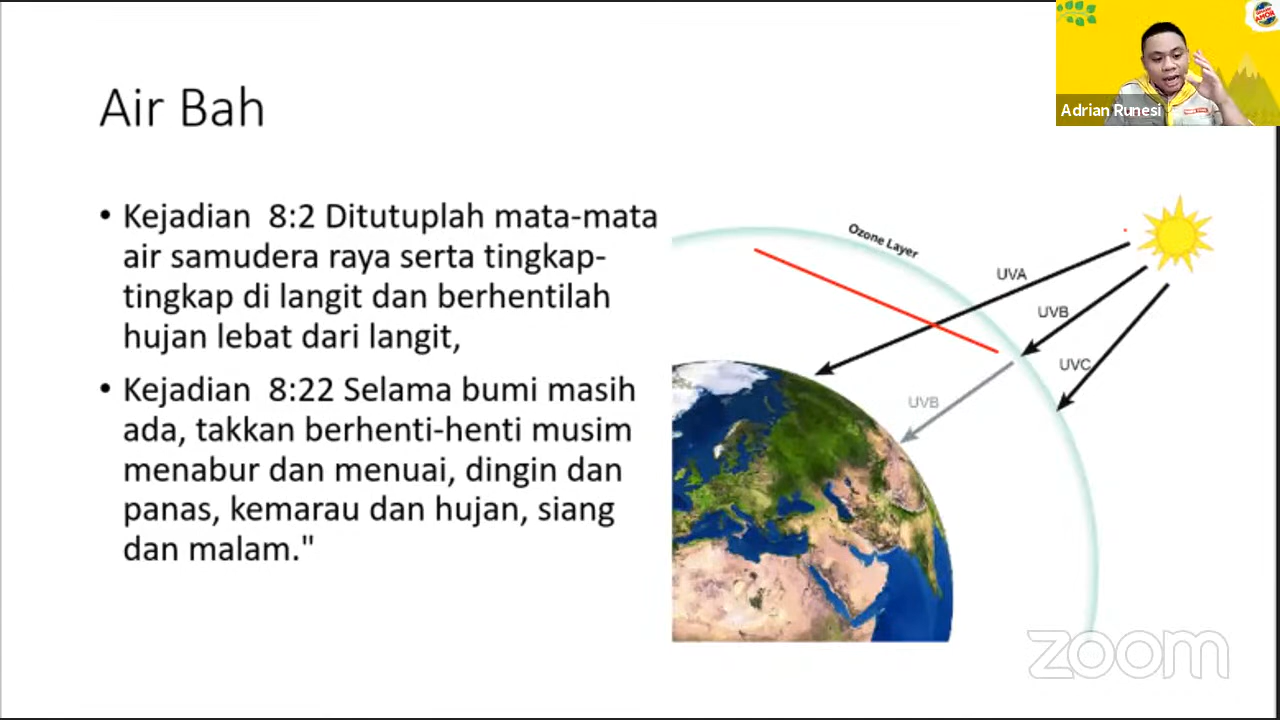 Air Bah
Adrian Runesi
• Kejadian  8:2 Ditutuplah mata-mata
air samudera raya serta tingkap-
tingkap di langit dan berhentilah
hujan lebat dari langit,
• Kejadian  8:22 Selama bumi masih
ada, takkan berhenti-henti musim
menabur dan menuai, dingin dan
panas, kemarau dan hujan, siang
dan malam."
Ozone Layer
UVA
UVB
UVC
UVB
zoom